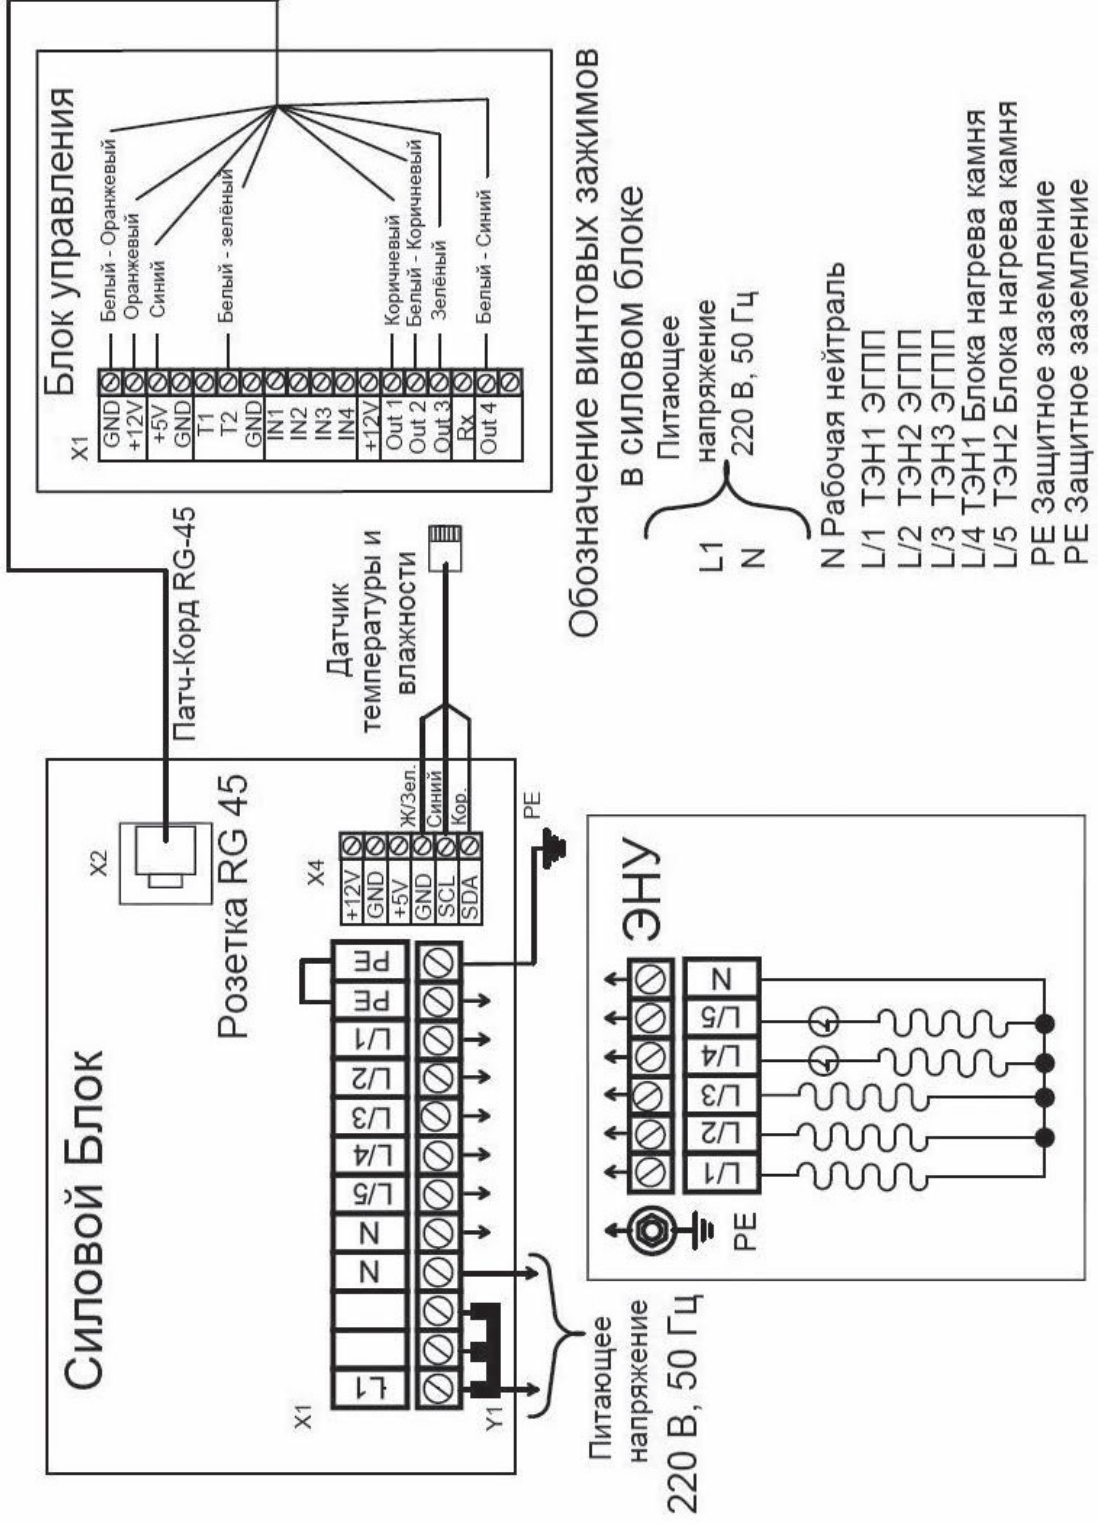 Блок управления
X1
GND
+12V
+5V
GND
T1
T2
GND
IN1
IN2
IN3
IN4
+12V
Out 1
Out 2
Out 3
Rx
Out 4
Белый - Оранжевый
Оранжевый
Синий
Белый - зелёный
Коричневый
Белый - Коричневый
Зелёный
Белый - Синий
Патч-Корд RG-45
Датчик
температуры и
влажности
Силовой Блок
X2
Розетка RG 45
X4
+12V
GND
+5V
GND
SCL
SDA
Ж/Зел.
Синий
Кор.
PE
X1
L1
N
N
L/5
L/4
L/3
L/2
L/1
PE
PE
Y1
Питающее
напряжение
220 В, 50 Гц
ЭНУ
PE
L/1
L/2
L/3
L/4
L/5
N
Обозначение винтовых зажимов
в силовом блоке
L1
N
Питающее
напряжение
220 В, 50 Гц
N Рабочая нейтраль
L/1 ТЭН1 ЭГПП
L/2 ТЭН2 ЭГПП
L/3 ТЭН3 ЭГПП
L/4 ТЭН1 Блока нагрева камня
L/5 ТЭН2 Блока нагрева камня
PE Защитное заземление
PE Защитное заземление